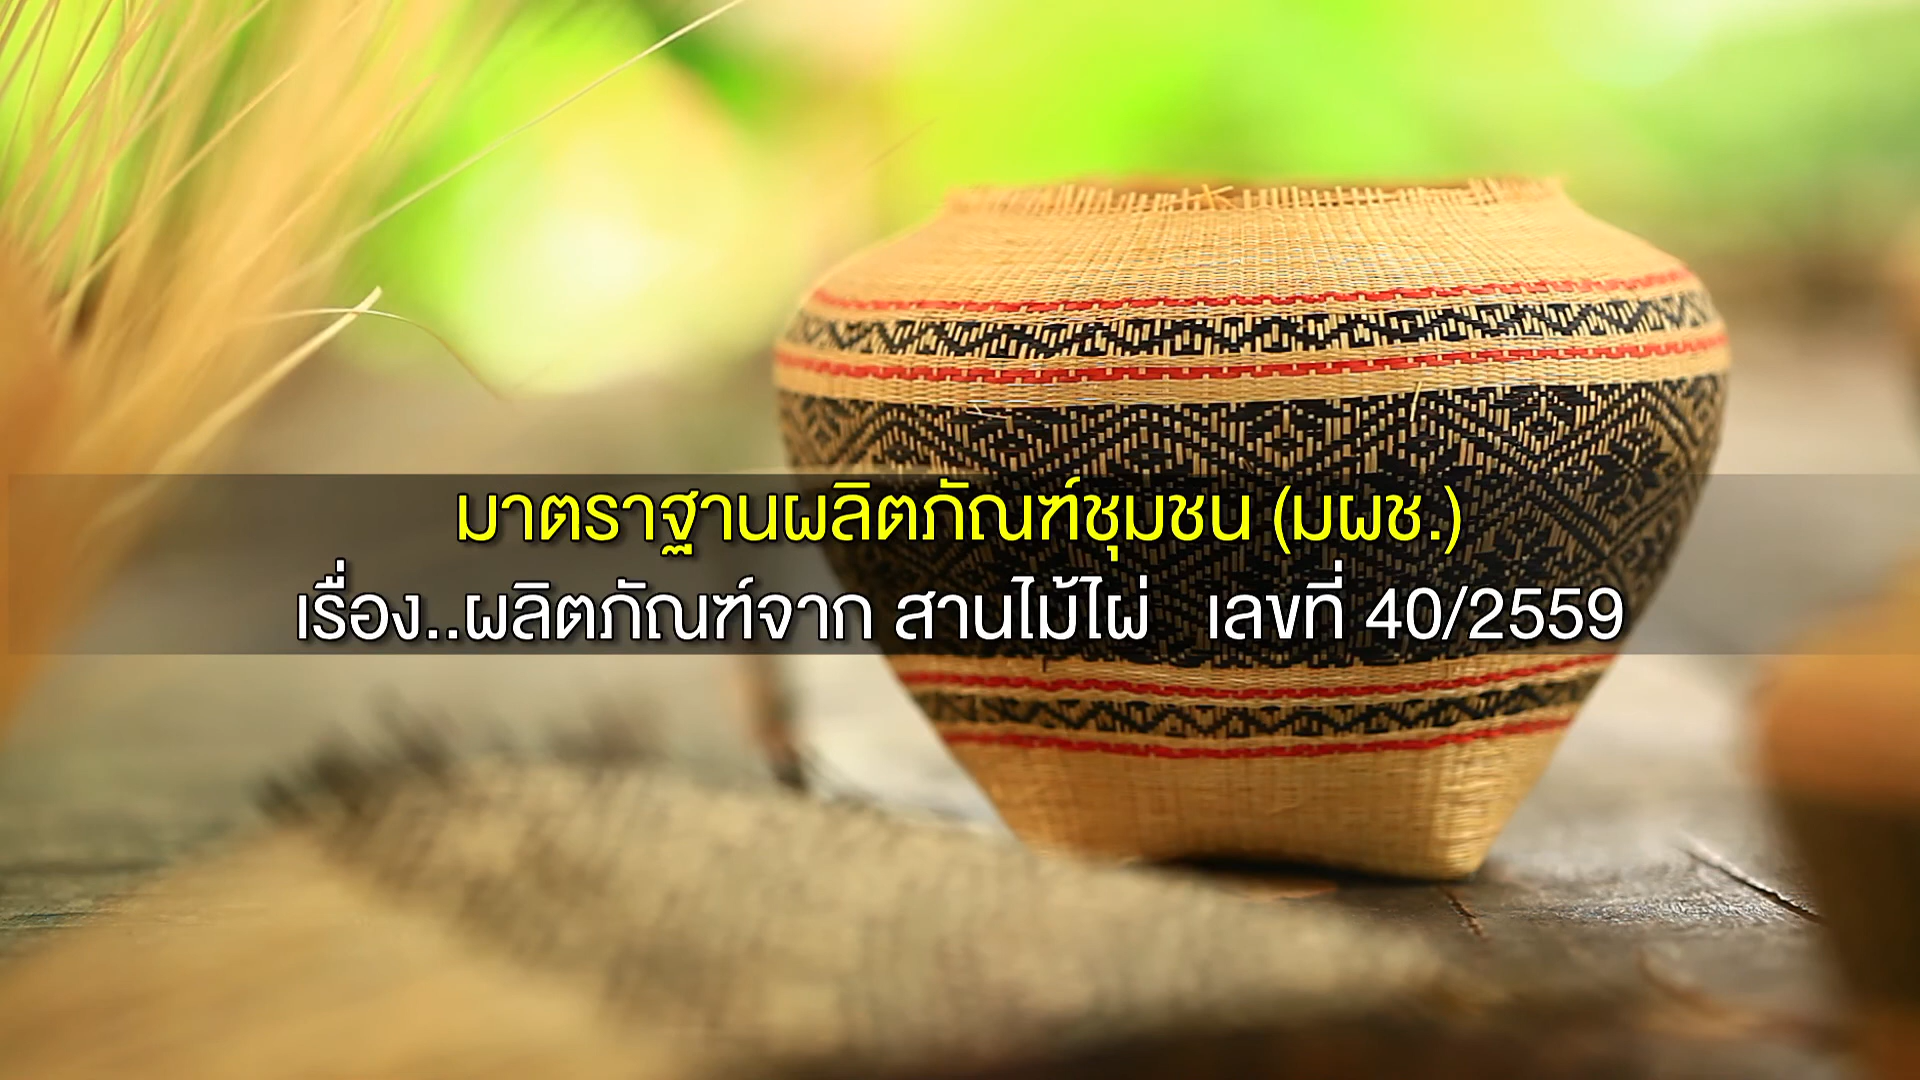 มาตราฐานผลิตภัณฑ์ชุมชน (มผช.)
เรื่อง..ผลิตภัณฑ์จาก สานไม้ไผ่ เลขที่ 40/2559